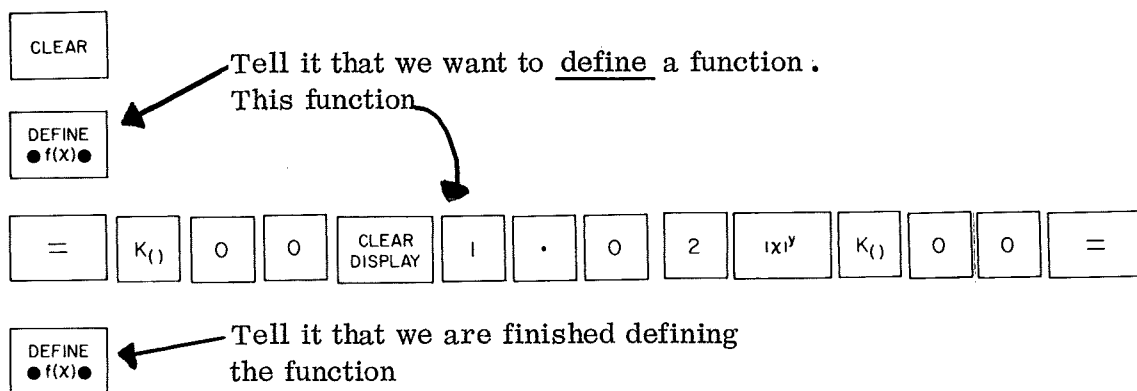 CLEAR
Tell it that we want to define a function.
This function
DEFINE
●f(X)●
= K() 0 0 CLEAR DISPLAY 1 . 0 2 |X|ʸ K() 0 0 =
Tell it that we are finished defining
the function
DEFINE
●f(X)●